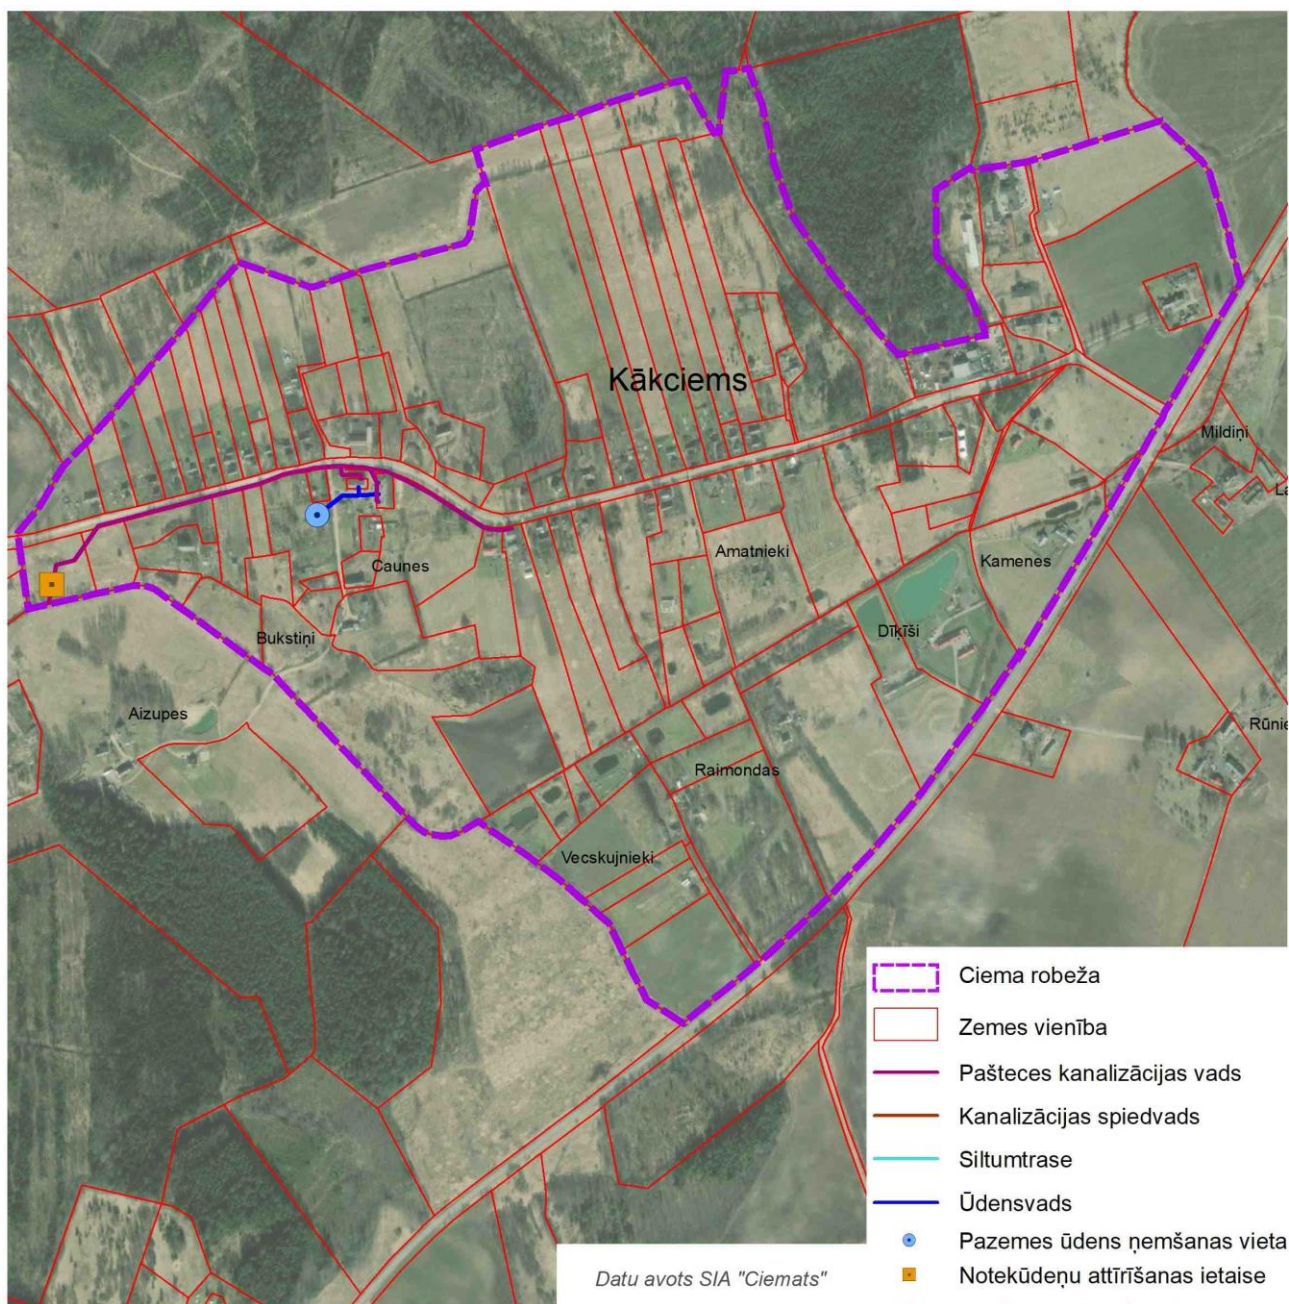 Kākciems
Mildiņi
La
Amatnieki
Kamenes
Caunes
Dīķīši
Bukstiņi
Aizupes
Rūnie
Raimondas
Vecskujnieki
Ciema robeža
Zemes vienība
Pašteces kanalizācijas vads
Kanalizācijas spiedvads
Siltumtrase
Ūdensvads
Pazemes ūdens ņemšanas vieta
Notekūdeņu attīrīšanas ietaise
Datu avots SIA "Ciemats"